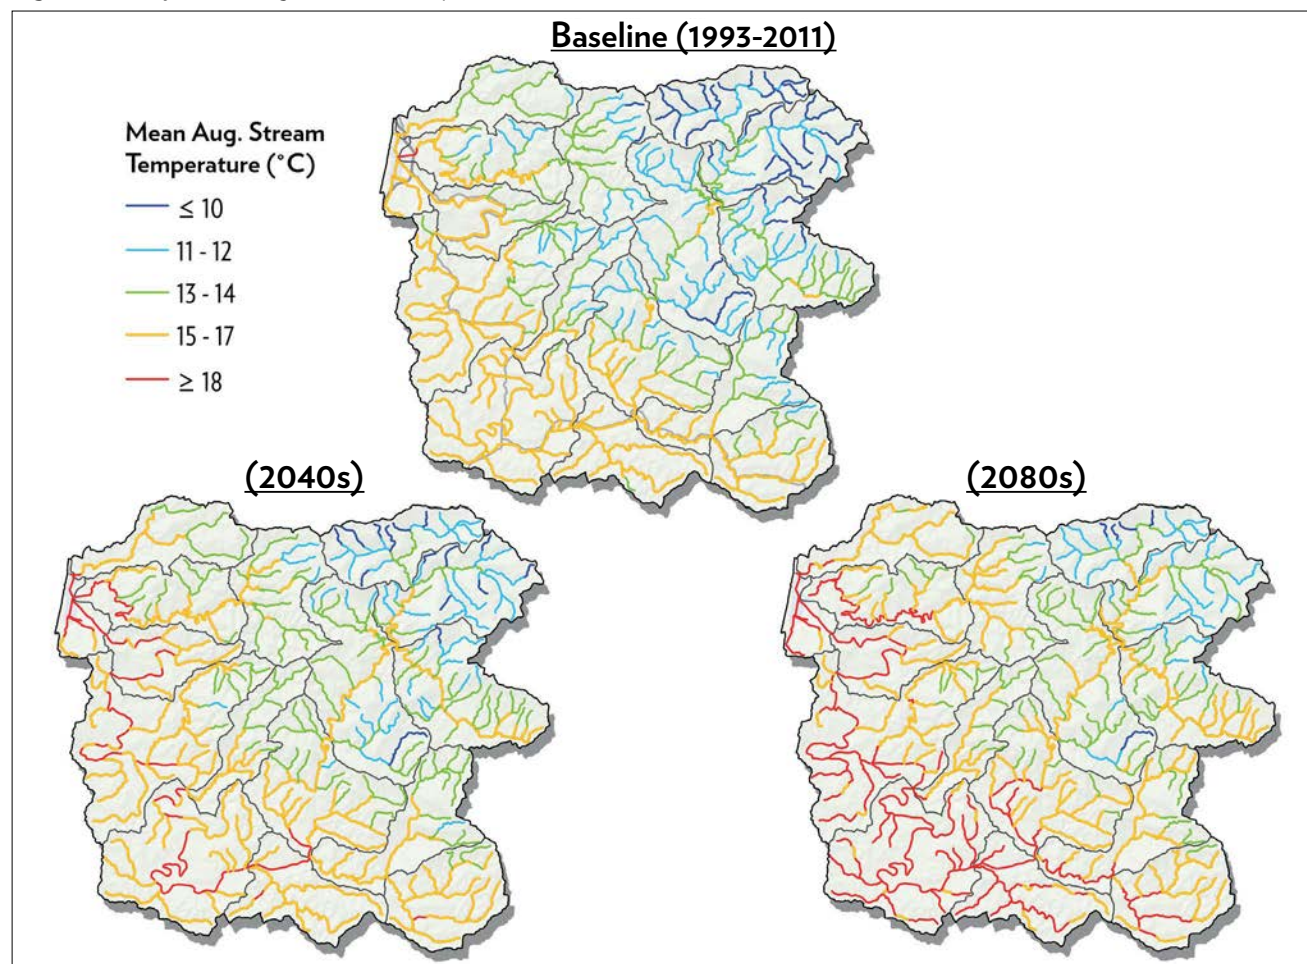 Baseline (1993-2011)
Mean Aug. Stream
Temperature (°C)
≤ 10
11 - 12
13 - 14
15 - 17
≥ 18
(2040s)
(2080s)